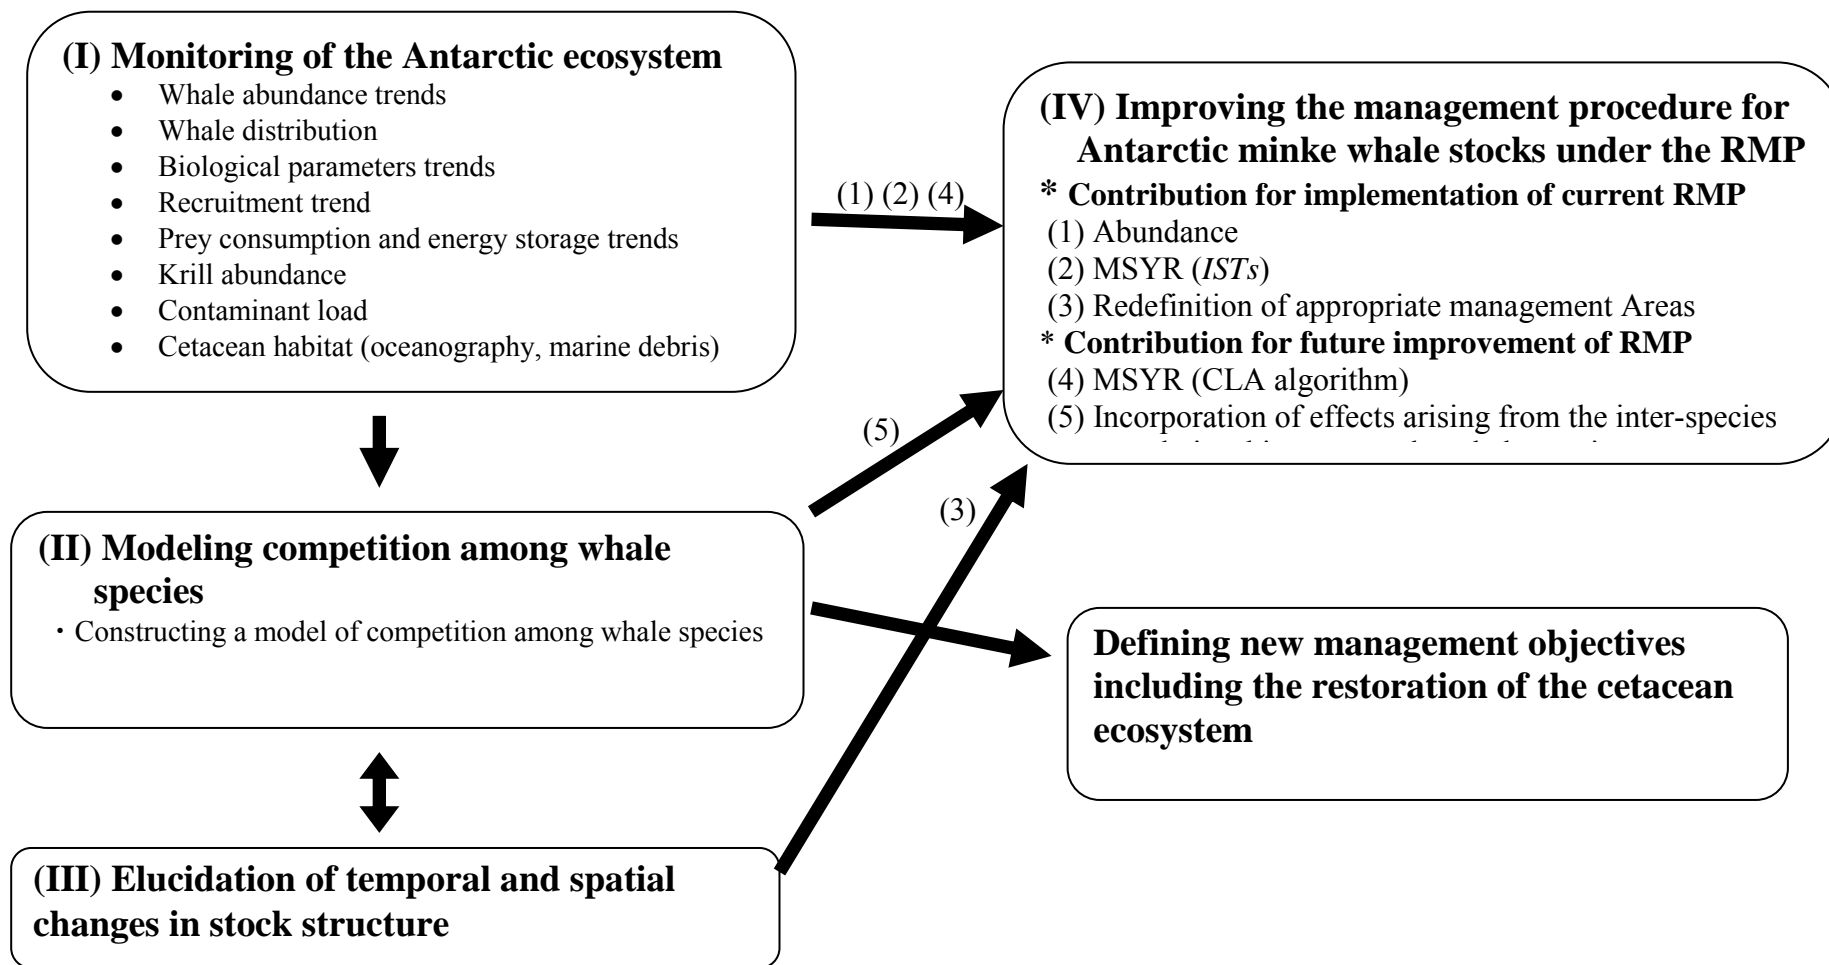 (I) Monitoring of the Antarctic ecosystem
• Whale abundance trends
• Whale distribution
• Biological parameters trends
• Recruitment trend
• Prey consumption and energy storage trends
• Krill abundance
• Contaminant load
• Cetacean habitat (oceanography, marine debris)
(1) (2) (4)
(IV) Improving the management procedure for
Antarctic minke whale stocks under the RMP
* Contribution for implementation of current RMP
(1) Abundance
(2) MSYR (ISTs)
(3) Redefinition of appropriate management Areas
* Contribution for future improvement of RMP
(4) MSYR (CLA algorithm)
(5) Incorporation of effects arising from the inter-species
(5)
(3)
(II) Modeling competition among whale
species
・Constructing a model of competition among whale species
Defining new management objectives
including the restoration of the cetacean
ecosystem
(III) Elucidation of temporal and spatial
changes in stock structure